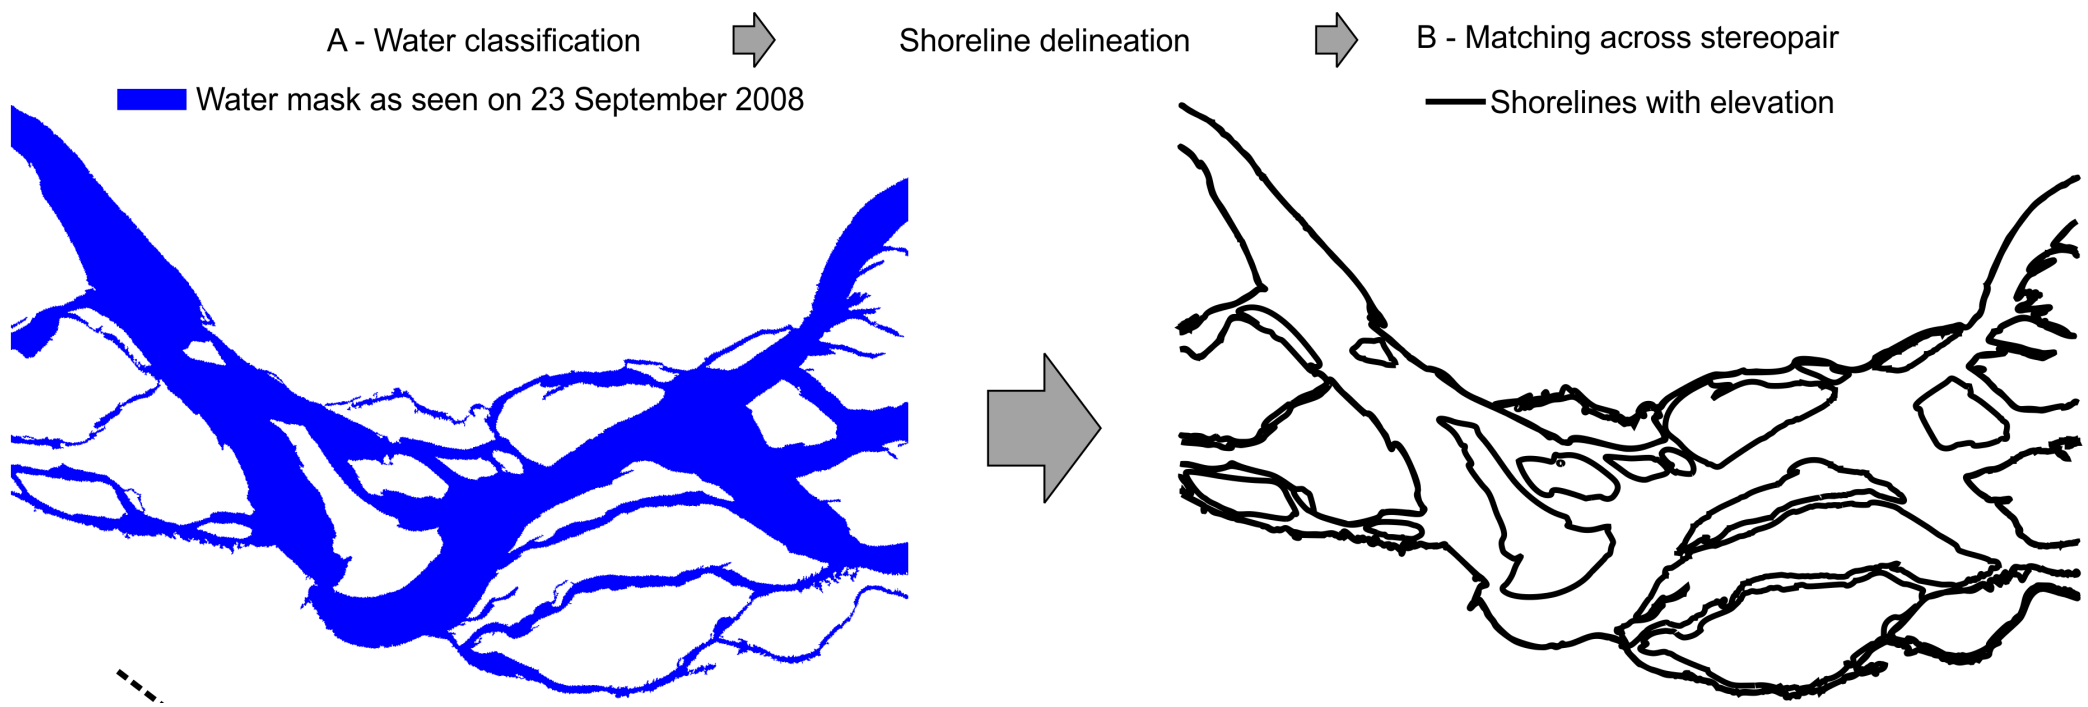 A - Water classification
Shoreline delineation
B - Matching across stereopair
Water mask as seen on 23 September 2008
Shorelines with elevation